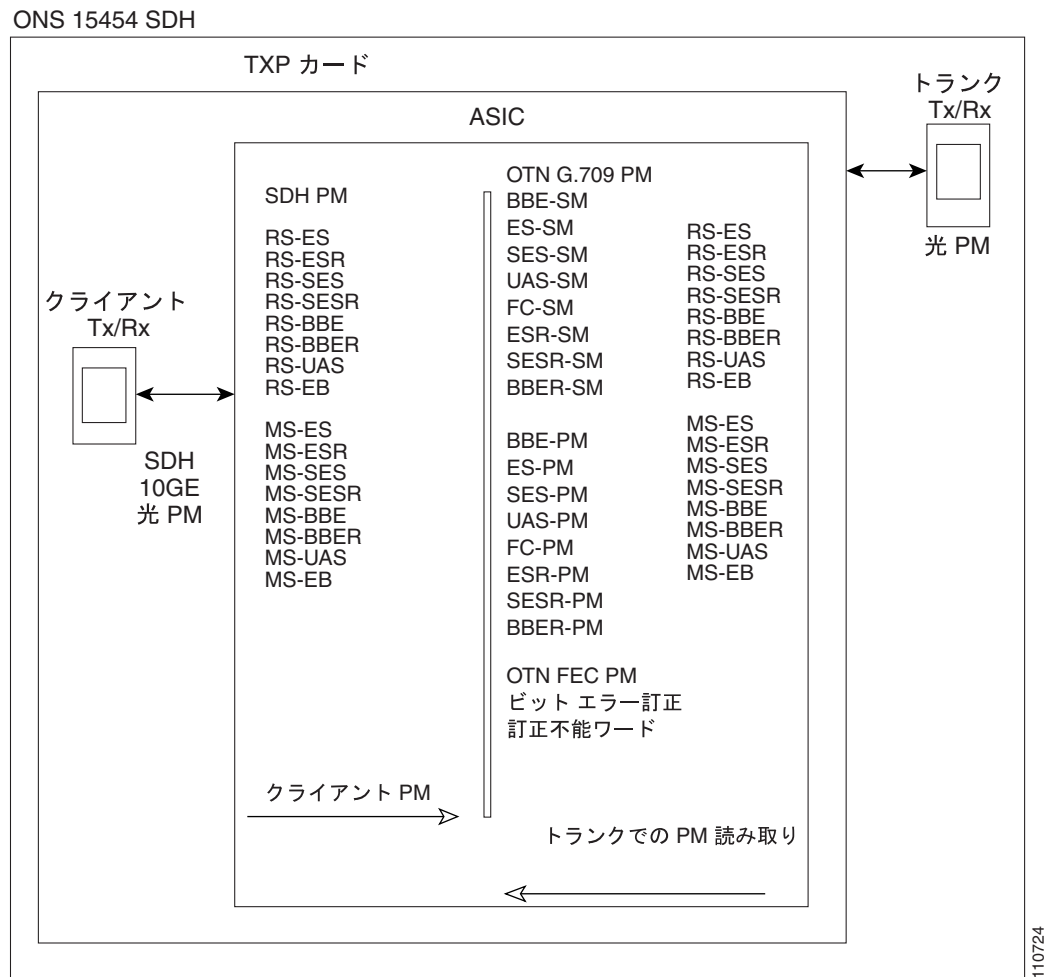 ONS 15454 SDH
TXP カード
ASIC
トランク
Tx/Rx
光 PM
クライアント
Tx/Rx
SDH
10GE
光 PM
SDH PM
RS-ES
RS-ESR
RS-SES
RS-SESR
RS-BBE
RS-BBER
RS-UAS
RS-EB
MS-ES
MS-ESR
MS-SES
MS-SESR
MS-BBE
MS-BBER
MS-UAS
MS-EB
OTN G.709 PM
BBE-SM
ES-SM
SES-SM
UAS-SM
FC-SM
ESR-SM
SESR-SM
BBER-SM
BBE-PM
ES-PM
SES-PM
UAS-PM
FC-PM
ESR-PM
SESR-PM
BBER-PM
OTN FEC PM
ビット エラー訂正
訂正不能ワード
RS-ES
RS-ESR
RS-SES
RS-SESR
RS-BBE
RS-BBER
RS-UAS
RS-EB
MS-ES
MS-ESR
MS-SES
MS-SESR
MS-BBE
MS-BBER
MS-UAS
MS-EB
クライアント PM
トランクでの PM 読み取り
110724